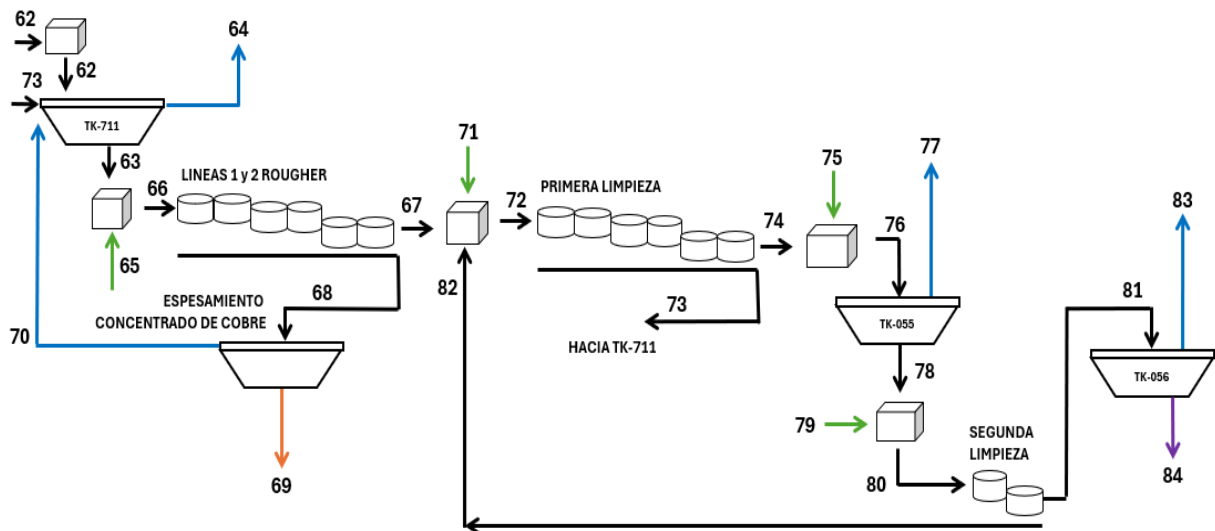 62
64
62
73
TK-711
63
71
75
77
83
LINEAS 1 y 2 ROUGHER
PRIMERA LIMPIEZA
66
67
72
74
76
65
68
82
73
81
ESPESAMIENTO
CONCENTRADO DE COBRE
70
HACIA TK-711
TK-055
TK-056
78
79
SEGUNDA
LIMPIEZA
69
80
84